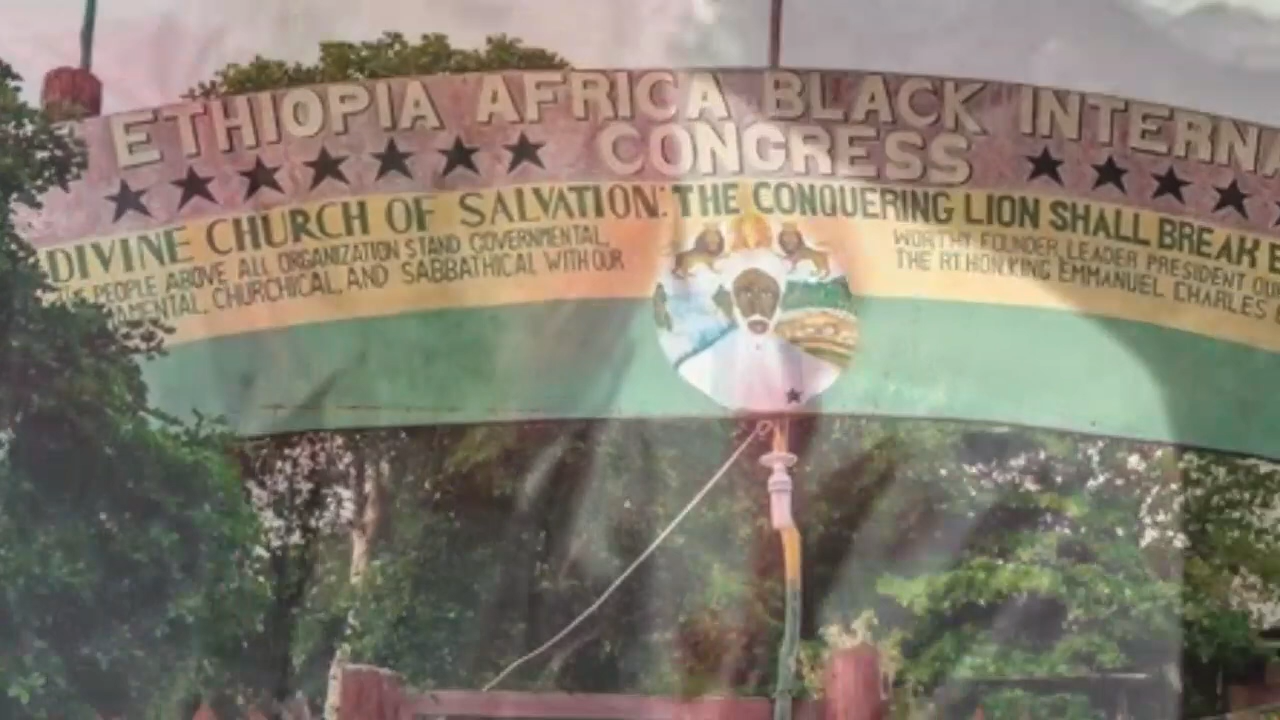 ETHIOPIA AFRICA BLACK INTERNA
CONGRESS
DIVINE CHURCH OF SALVATION: THE CONQUERING LION SHALL BREAK E
PEOPLE ABOVE ALL ORGANIZATION STAND GOVERNMENTAL,
AMENTAL, CHURCHICAL, AND SABBATHICAL WITH OUR
WORTHY FOUNDER, LEADER PRESIDENT OUR
THE RT HON KING EMMANUEL CHARLES